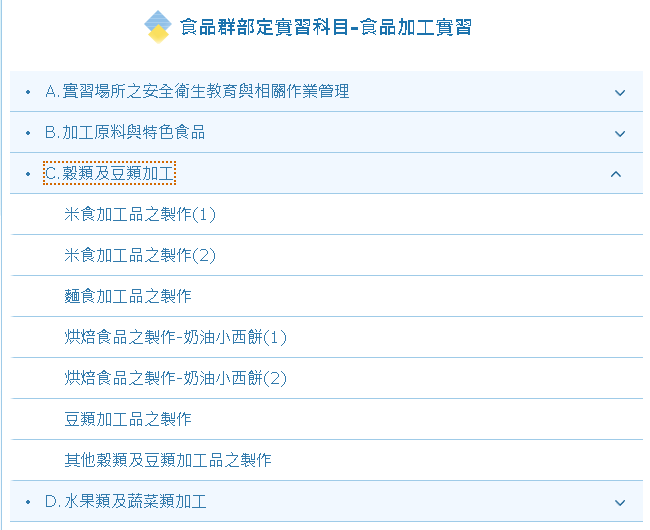 食品群部定實習科目-食品加工實習
• A.實習場所之安全衛生教育與相關作業管理
• B.加工原料與特色食品
• C.穀類及豆類加工
米食加工品之製作(1)
米食加工品之製作(2)
麵食加工品之製作
烘焙食品之製作-奶油小西餅(1)
烘焙食品之製作-奶油小西餅(2)
豆類加工品之製作
其他穀類及豆類加工品之製作
• D.水果類及蔬菜類加工